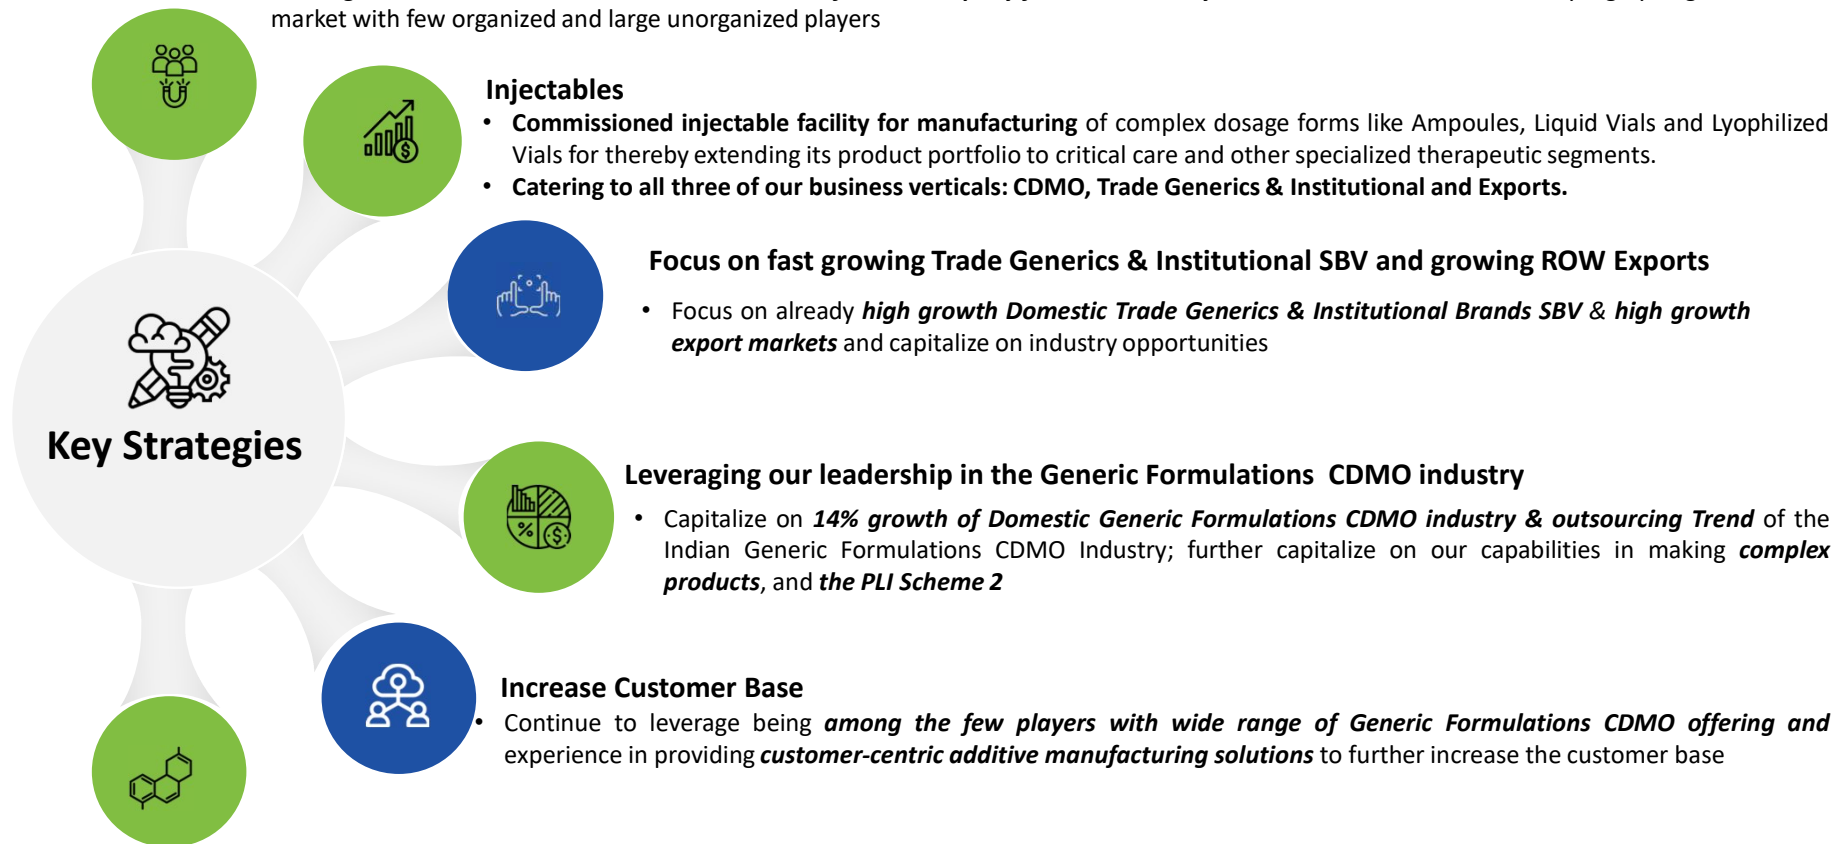 market with few organized and large unorganized players
Injectables
• Commissioned injectable facility for manufacturing of complex dosage forms like Ampoules, Liquid Vials and Lyophilized
Vials for thereby extending its product portfolio to critical care and other specialized therapeutic segments.
• Catering to all three of our business verticals: CDMO, Trade Generics & Institutional and Exports.
Focus on fast growing Trade Generics & Institutional SBV and growing ROW Exports
• Focus on already high growth Domestic Trade Generics & Institutional Brands SBV & high growth
export markets and capitalize on industry opportunities
Key Strategies
Leveraging our leadership in the Generic Formulations CDMO industry
• Capitalize on 14% growth of Domestic Generic Formulations CDMO industry & outsourcing Trend of the
Indian Generic Formulations CDMO Industry; further capitalize on our capabilities in making complex
products, and the PLI Scheme 2
Increase Customer Base
• Continue to leverage being among the few players with wide range of Generic Formulations CDMO offering and
experience in providing customer-centric additive manufacturing solutions to further increase the customer base